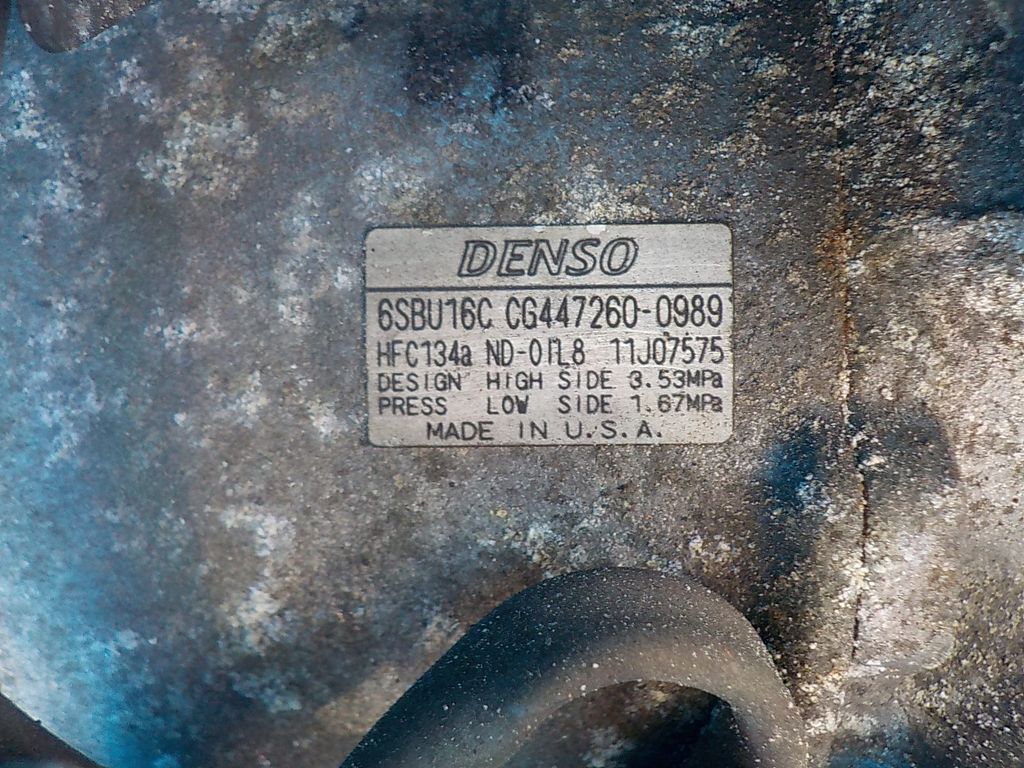 DENSO
6SBU16C CG447260-0989
HFC134a ND-OIL8 11J07575
DESIGN HIGH SIDE 3.53MPa
PRESS LOW SIDE 1.67MPa
MADE IN U.S.A.